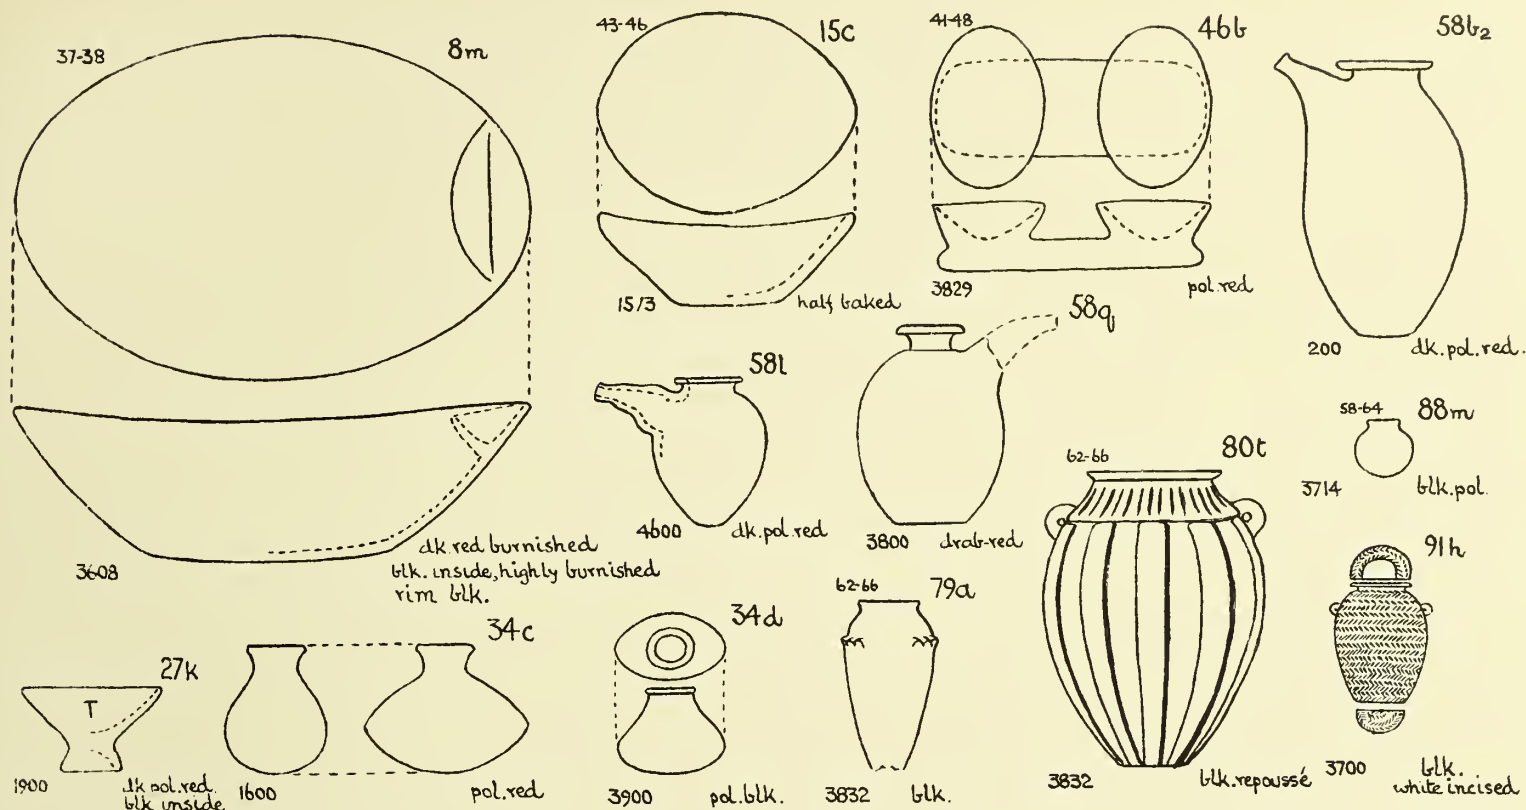 37-38
8m
3608
dk. red burnished
blk. inside, highly burnished
rim blk.
43-46
15c
15/3
half baked
41-48
46b
3829
pol. red
58b2
200
dk. pol. red.
58l
4600
dk. pol. red
58q
3800
drab-red
62-66
80t
3832
blk. repoussé
58-64
88m
3714
blk. pol.
91h
3700
blk.
white incised
27k
T
1900
dk pol. red.
blk inside.
34c
1600
pol. red
34d
3900
pol. blk.
62-66
79a
3832
blk.